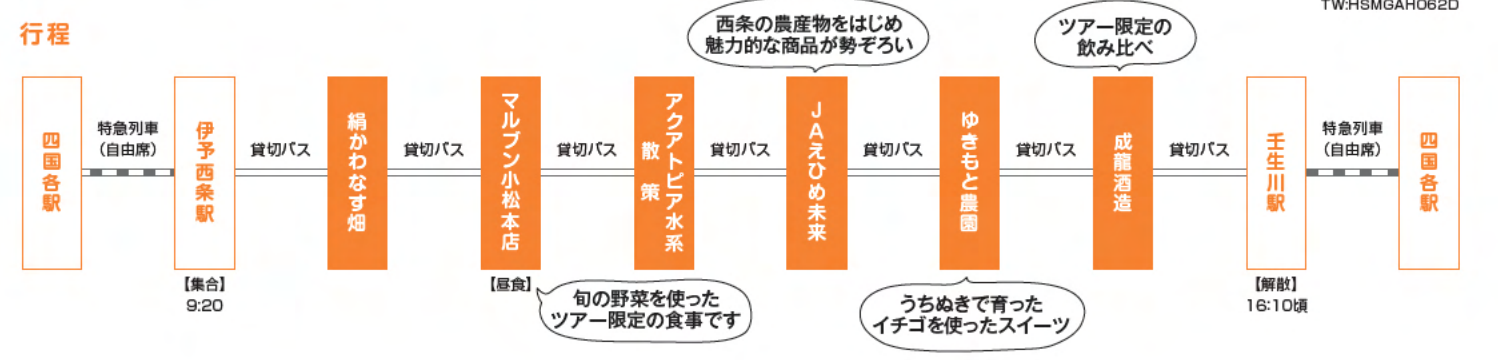 TW:HSMGAH062D
行程
西条の農産物をはじめ
魅力的な商品が勢ぞろい
ツアー限定の
飲み比べ
四国各駅
特急列車
（自由席）
伊予西条駅
【集合】
9:20
貸切バス
絹かわなす畑
貸切バス
マルブン小松本店
【昼食】
旬の野菜を使った
ツアー限定の食事です
貸切バス
アクアトピア水系
散策
貸切バス
JAえひめ未来
貸切バス
ゆきもと農園
うちぬきで育った
イチゴを使ったスイーツ
貸切バス
成龍酒造
貸切バス
壬生川駅
【解散】
16:10頃
特急列車
（自由席）
四国各駅